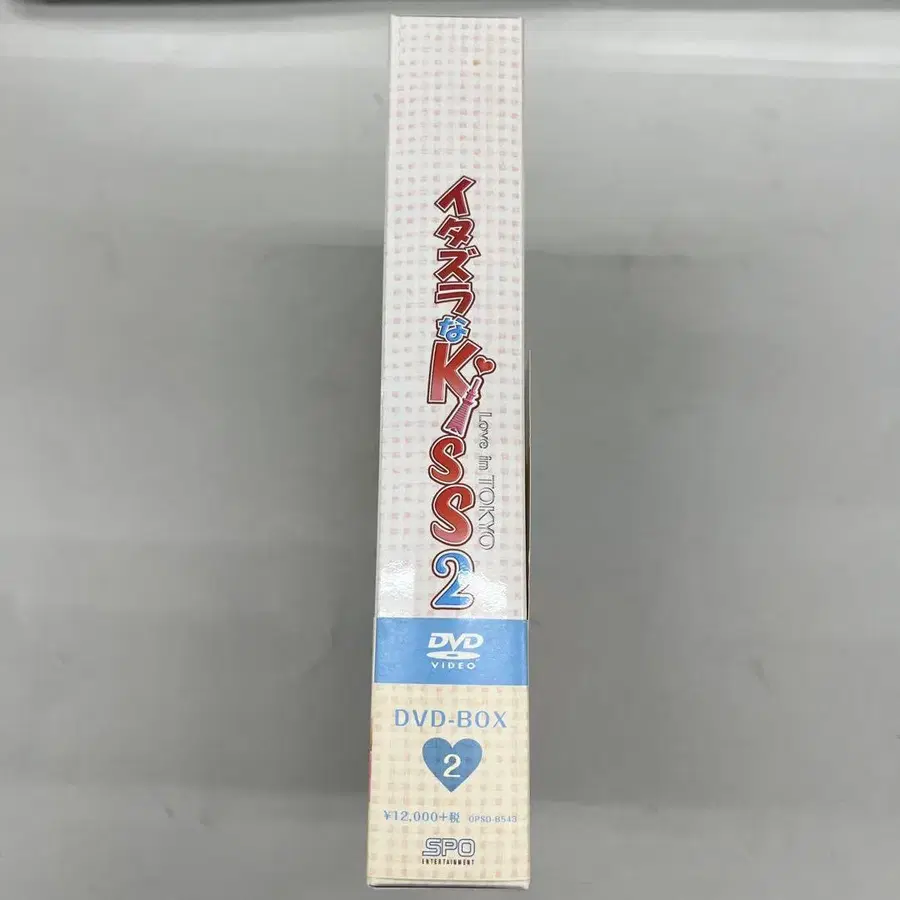 イタズラなKiSS2
Love in TOKYO
DVD
VIDEO
DVD-BOX
2
¥12,000+税 OPSD-B543
SPO
ENTERTAINMENT